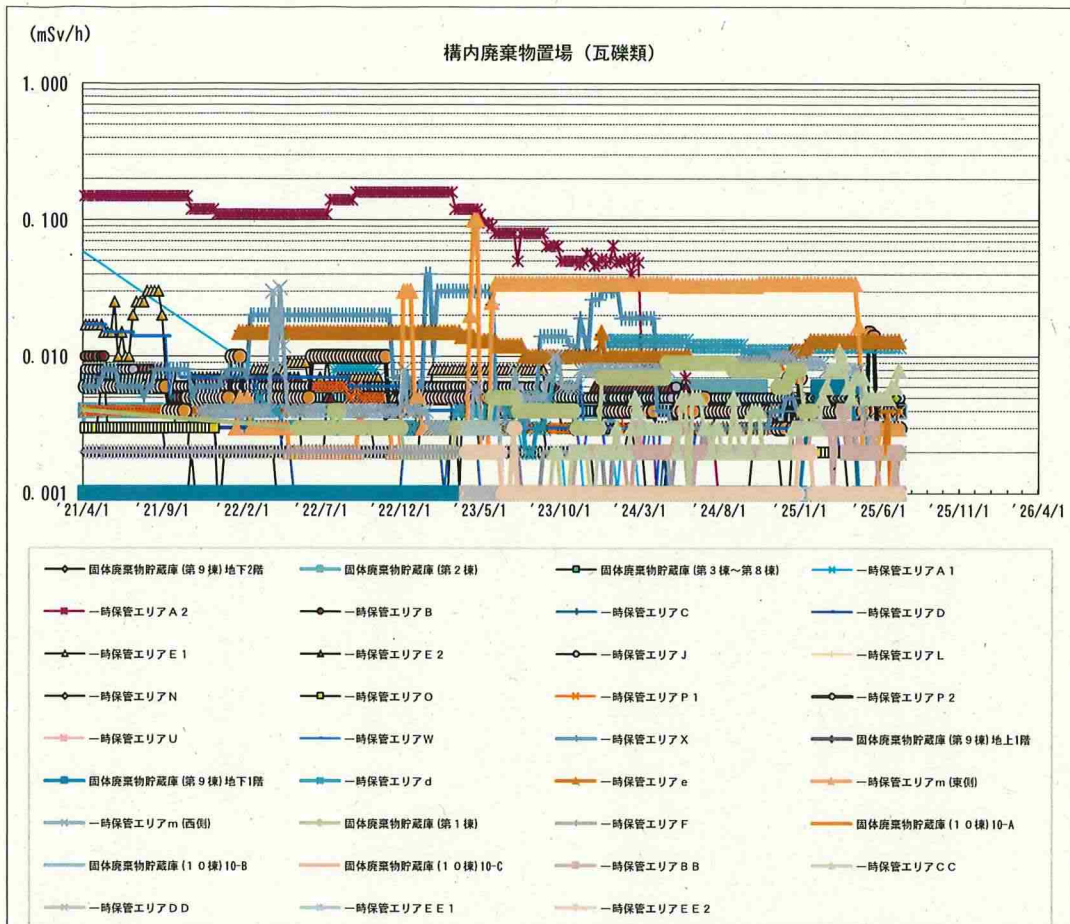 (mSv/h)
構内廃棄物置場（瓦礫類）
1.000
0.100
0.010
0.001
'21/4/1 '21/9/1 '22/2/1 '22/7/1 '22/12/1 '23/5/1 '23/10/1 '24/3/1 '24/8/1 '25/1/1 '25/6/1 '25/11/1 '26/4/1
固体廃棄物貯蔵庫(第９棟)地下2階 固体廃棄物貯蔵庫(第２棟) 固体廃棄物貯蔵庫(第３棟～第８棟) 一時保管エリアＡ１
一時保管エリアＡ２ 一時保管エリアＢ 一時保管エリアＣ 一時保管エリアＤ
一時保管エリアＥ１ 一時保管エリアＥ２ 一時保管エリアＪ 一時保管エリアＬ
一時保管エリアＮ 一時保管エリアＯ 一時保管エリアＰ１ 一時保管エリアＰ２
一時保管エリアＵ 一時保管エリアＷ 一時保管エリアＸ 固体廃棄物貯蔵庫(第９棟)地上1階
固体廃棄物貯蔵庫(第９棟)地下1階 一時保管エリアｄ 一時保管エリアｅ 一時保管エリアｍ(東側)
一時保管エリアｍ(西側) 固体廃棄物貯蔵庫(第１棟) 一時保管エリアＦ 固体廃棄物貯蔵庫(１０棟)10-A
固体廃棄物貯蔵庫(１０棟)10-B 固体廃棄物貯蔵庫(１０棟)10-C 一時保管エリアＢＢ 一時保管エリアＣＣ
一時保管エリアＤＤ 一時保管エリアＥＥ１ 一時保管エリアＥＥ２